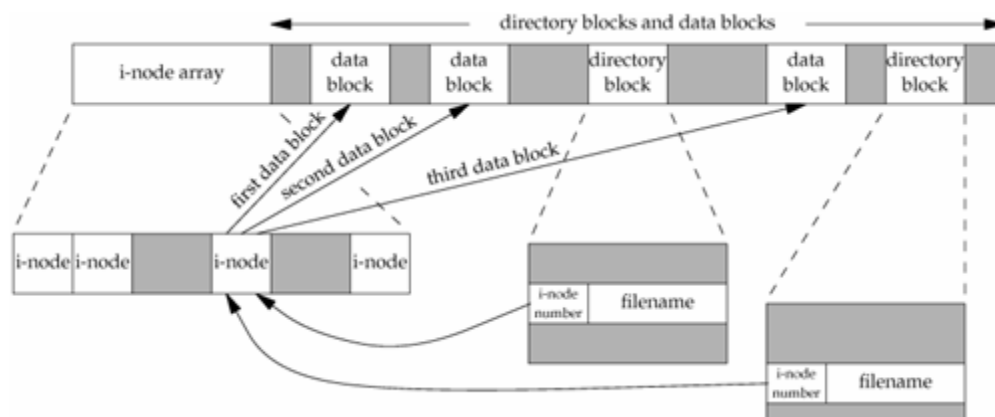 directory blocks and data blocks
i-node array
data
block
data
block
directory
block
data
block
directory
block
first data block
second data block
third data block
i-node
i-node
i-node
i-node
i-node
number
filename
i-node
number
filename